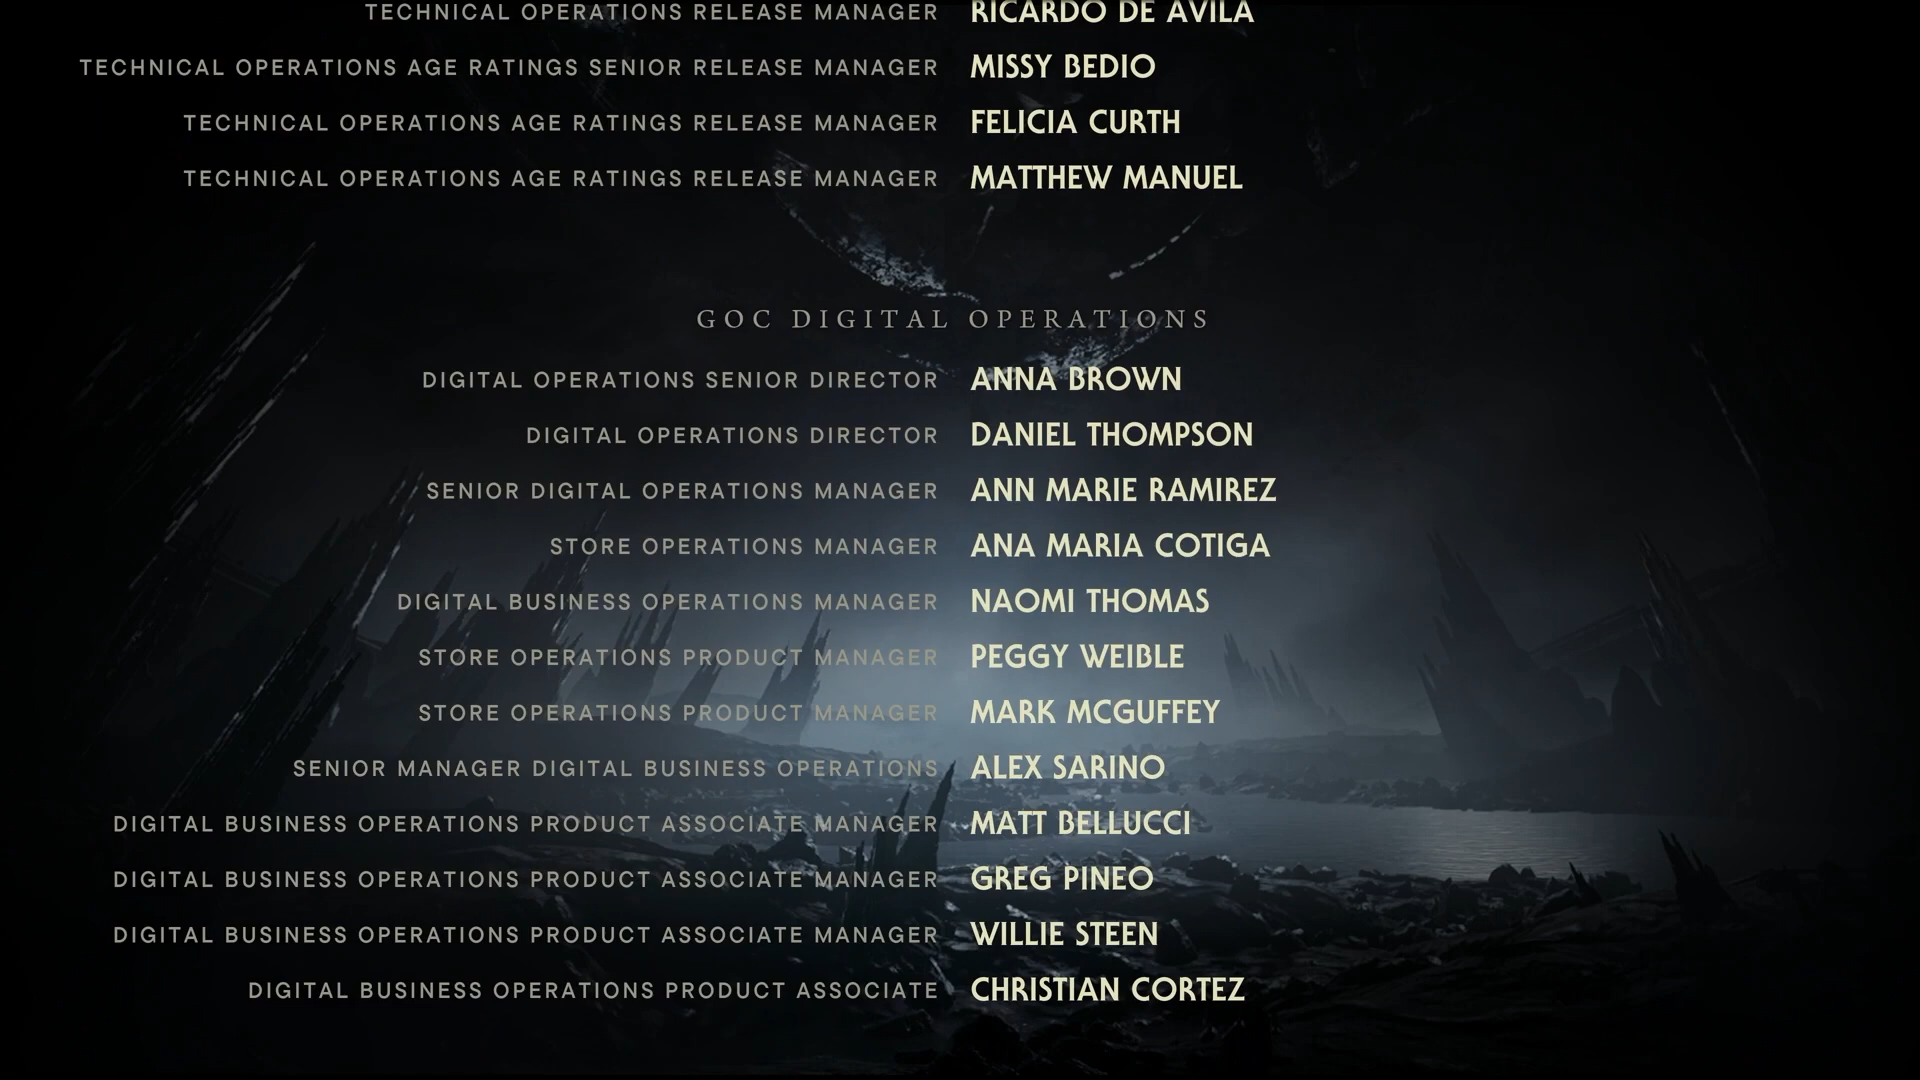 TECHNICAL OPERATIONS RELEASE MANAGER RICARDO DE AVILA
TECHNICAL OPERATIONS AGE RATINGS SENIOR RELEASE MANAGER MISSY BEDIO
TECHNICAL OPERATIONS AGE RATINGS RELEASE MANAGER FELICIA CURTH
TECHNICAL OPERATIONS AGE RATINGS RELEASE MANAGER MATTHEW MANUEL
GOC DIGITAL OPERATIONS
DIGITAL OPERATIONS SENIOR DIRECTOR ANNA BROWN
DIGITAL OPERATIONS DIRECTOR DANIEL THOMPSON
SENIOR DIGITAL OPERATIONS MANAGER ANN MARIE RAMIREZ
STORE OPERATIONS MANAGER ANA MARIA COTIGA
DIGITAL BUSINESS OPERATIONS MANAGER NAOMI THOMAS
STORE OPERATIONS PRODUCT MANAGER PEGGY WEIBLE
STORE OPERATIONS PRODUCT MANAGER MARK MCGUFFEY
SENIOR MANAGER DIGITAL BUSINESS OPERATIONS ALEX SARINO
DIGITAL BUSINESS OPERATIONS PRODUCT ASSOCIATE MANAGER MATT BELLUCCI
DIGITAL BUSINESS OPERATIONS PRODUCT ASSOCIATE MANAGER GREG PINEO
DIGITAL BUSINESS OPERATIONS PRODUCT ASSOCIATE MANAGER WILLIE STEEN
DIGITAL BUSINESS OPERATIONS PRODUCT ASSOCIATE CHRISTIAN CORTEZ